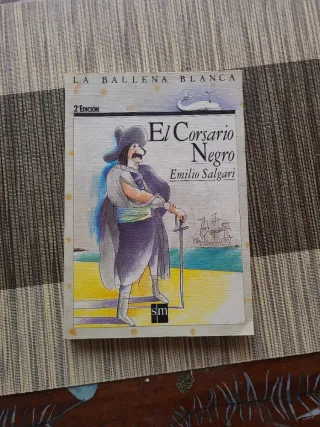 LA BALLENA BLANCA
2ª EDICIÓN
El Corsario
Negro
Emilio Salgari
sm